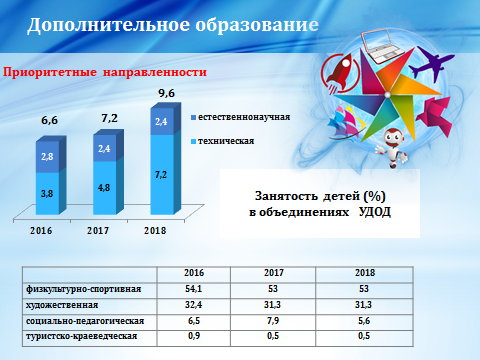 Дополнительное образование
Приоритетные направленности
6,6 7,2 9,6
2,8 2,4 2,4
3,8 4,8 7,2
2016 2017 2018
естественнонаучная
техническая
Занятость детей (%)
в объединениях УДОД
2016 2017 2018
физкультурно-спортивная 54,1 53 53
художественная 32,4 31,3 31,3
социально-педагогическая 6,5 7,9 5,6
туристско-краеведческая 0,9 0,5 0,5